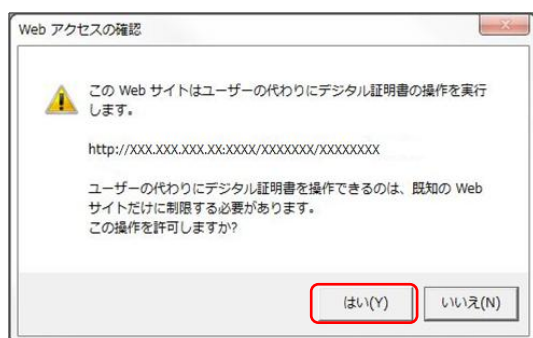 Web アクセスの確認
この Web サイトはユーザーの代わりにデジタル証明書の操作を実行
します。
http://XXX.XXX.XXX.XX:XXXX/XXXXXXX/XXXXXXXX
ユーザーの代わりにデジタル証明書を操作できるのは、既知の Web
サイトだけに制限する必要があります。
この操作を許可しますか?
はい(Y)
いいえ(N)